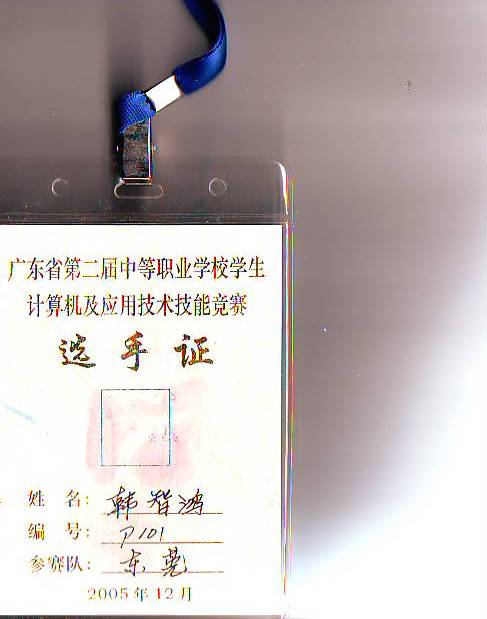 广东省第二届中等职业学校学生
计算机及应用技术技能竞赛
选手证
姓 名：韩智鸿
编 号：P101
参赛队：东莞
2005年12月